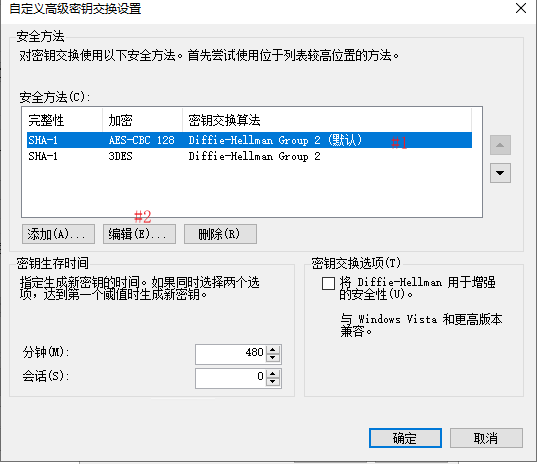 自定义高级密钥交换设置
安全方法
对密钥交换使用以下安全方法。首先尝试使用位于列表较高位置的方法。
安全方法(C):
完整性 加密 密钥交换算法
SHA-1 AES-CBC 128 Diffie-Hellman Group 2 (默认) #1
SHA-1 3DES Diffie-Hellman Group 2
#2
添加(A)... 编辑(E)... 删除(R)
密钥生存时间
指定生成新密钥的时间。如果同时选择两个选
项，达到第一个阈值时生成新密钥。
分钟(M): 480
会话(S): 0
密钥交换选项(T)
将 Diffie-Hellman 用于增强
的安全性(U)。
与 Windows Vista 和更高版本
兼容。
确定 取消